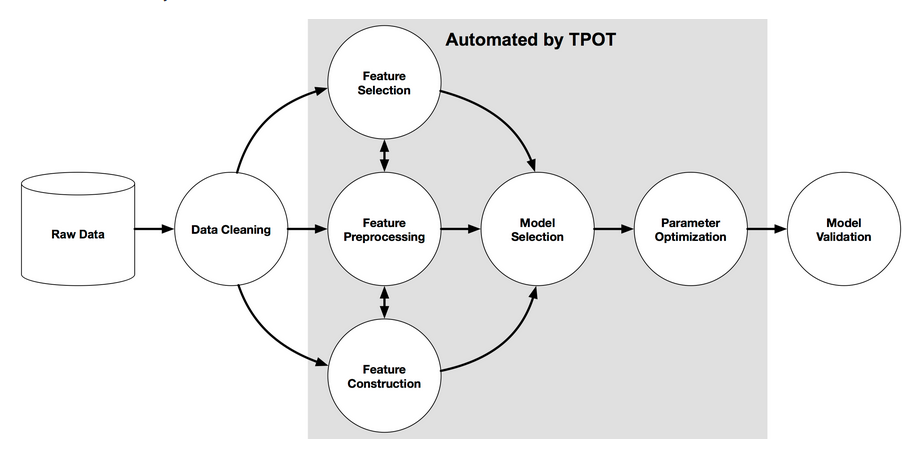 Automated by TPOT
Feature
Selection
Raw Data
Data Cleaning
Feature
Preprocessing
Model
Selection
Parameter
Optimization
Model
Validation
Feature
Construction